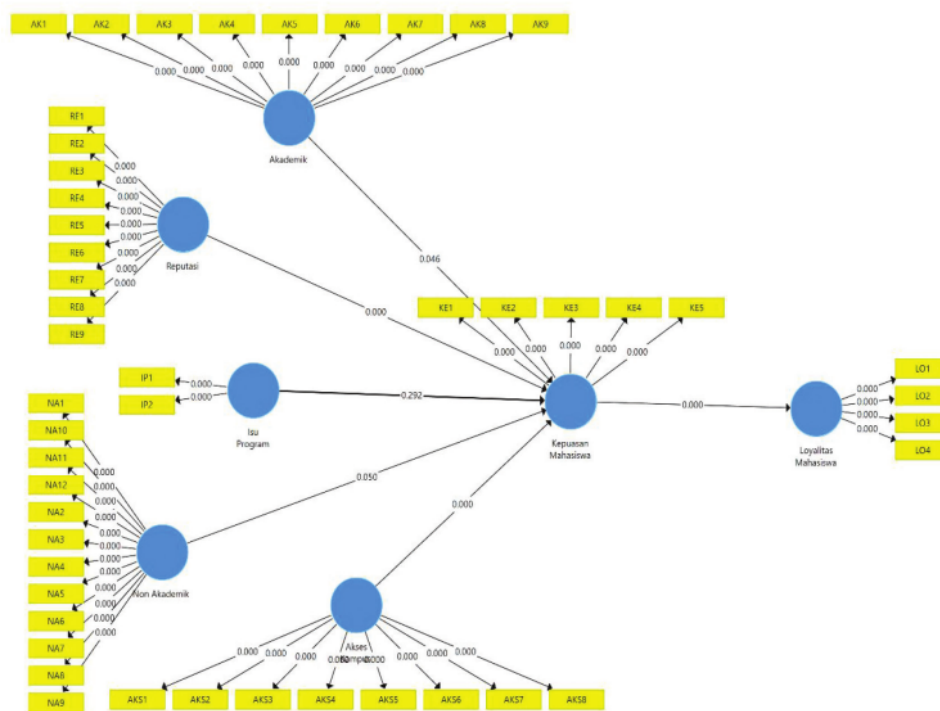 AK1 AK2 AK3 AK4 AK5 AK6 AK7 AK8 AK9
0.000 0.000 0.000 0.000 0.000 0.000 0.000 0.000 0.000
Akademik
RE1
RE2
RE3
RE4
RE5
RE6
RE7
RE8
RE9
0.000
0.000
0.000
0.000
0.000
0.000
0.000
0.000
0.000
Reputasi
0.046
0.000
KE1 KE2 KE3 KE4 KE5
0.000 0.000 0.000 0.000 0.000
IP1
IP2
0.000
0.000
Isu
Program
0.292
Kepuasan
Mahasiswa
0.000
Loyalitas
Mahasiswa
0.000
0.000
0.000
0.000
LO1
LO2
LO3
LO4
NA1
NA10
NA11
NA12
NA2
NA3
NA4
NA5
NA6
NA7
NA8
NA9
0.000
0.000
0.000
0.000
0.000
0.000
0.000
0.000
0.000
0.000
0.000
0.000
Non Akademik
0.050
0.000
Akses
Kampus
0.000 0.000 0.000 0.000 0.000 0.000 0.000 0.000
AKS1 AKS2 AKS3 AKS4 AKS5 AKS6 AKS7 AKS8